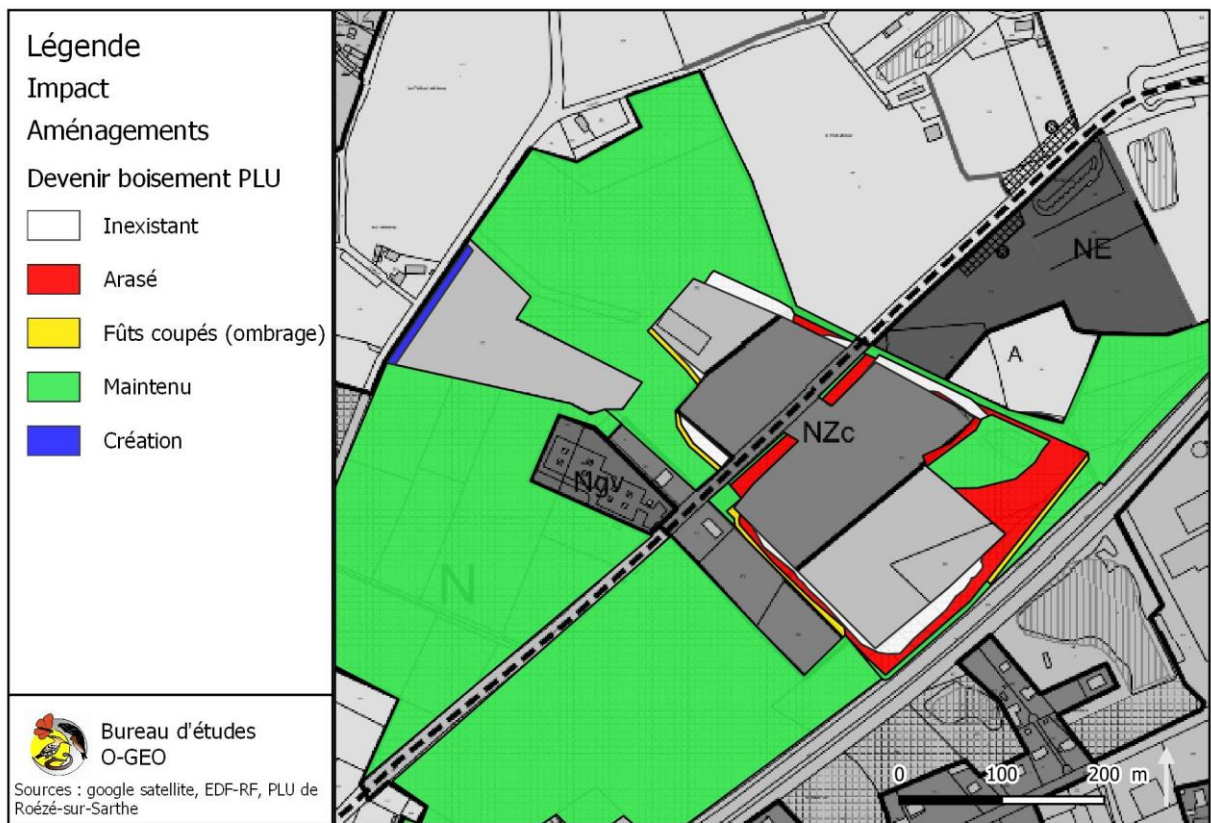 Légende
Impact
Aménagements
Devenir boisement PLU
Inexistant
Arasé
Fûts coupés (ombrage)
Maintenu
Création
Bureau d'études
O-GEO
Sources : google satellite, EDF-RF, PLU de
Roézé-sur-Sarthe
NE
A
NZc
Ngv
N
0 100 200 m